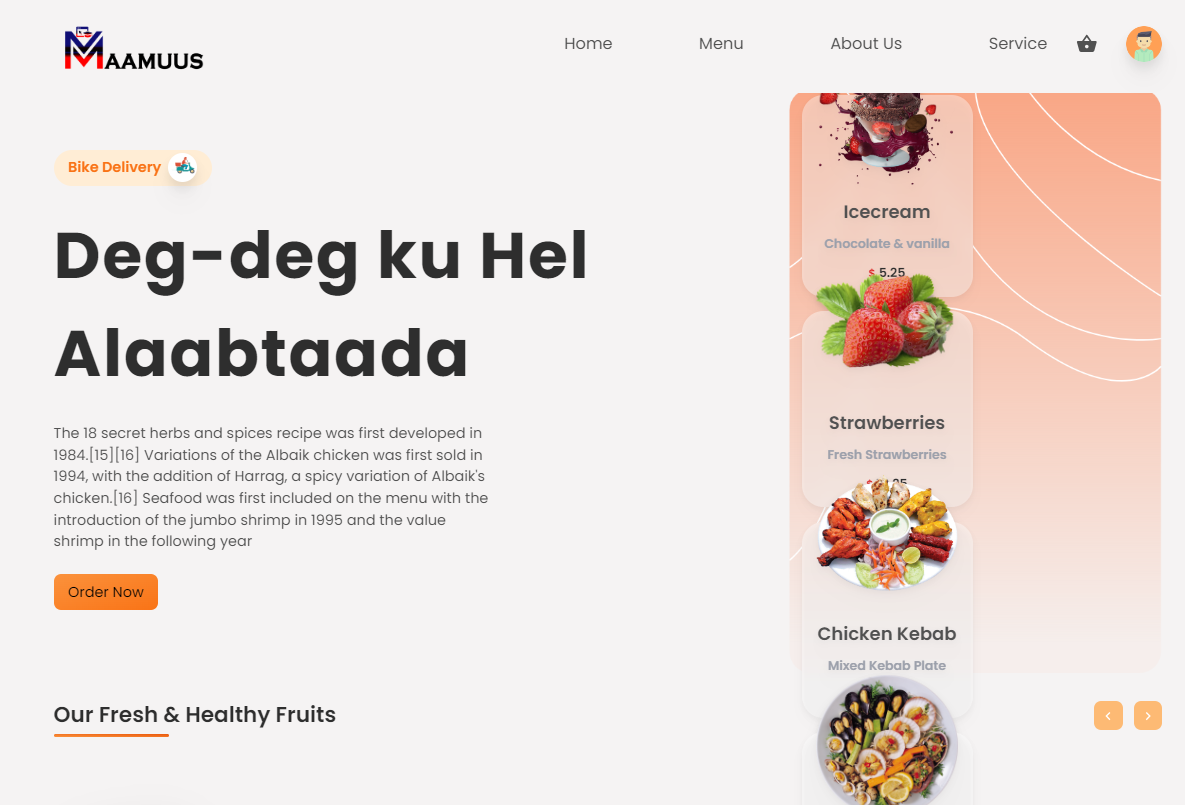 MAAMUUS
Home
Menu
About Us
Service
Bike Delivery
Deg-deg ku Hel
Alaabtaada
The 18 secret herbs and spices recipe was first developed in
1984.[15][16] Variations of the Albaik chicken was first sold in
1994, with the addition of Harrag, a spicy variation of Albaik's
chicken.[16] Seafood was first included on the menu with the
introduction of the jumbo shrimp in 1995 and the value
shrimp in the following year
Order Now
Icecream
Chocolate & vanilla
$ 5.25
Strawberries
Fresh Strawberries
Chicken Kebab
Mixed Kebab Plate
Our Fresh & Healthy Fruits